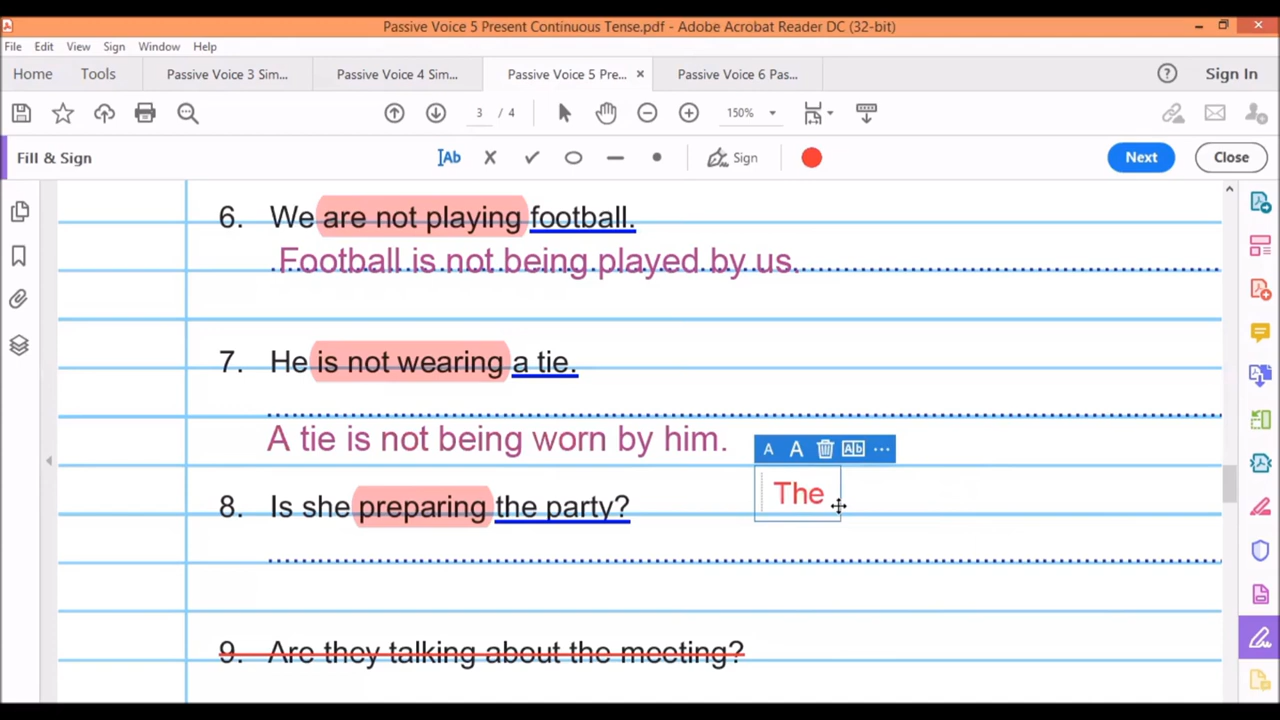 Passive Voice 5 Present Continuous Tense.pdf - Adobe Acrobat Reader DC (32-bit)
File Edit View Sign Window Help
Home Tools Passive Voice 3 Sim... Passive Voice 4 Sim... Passive Voice 5 Pre... × Passive Voice 6 Pas... Sign In
3 / 4 150%
Fill & Sign Ab Sign Next Close
6. We are not playing football.
Football is not being played by us.
7. He is not wearing a tie.
A tie is not being worn by him.
A A Ab ...
The
8. Is she preparing the party?
9. Are they talking about the meeting?